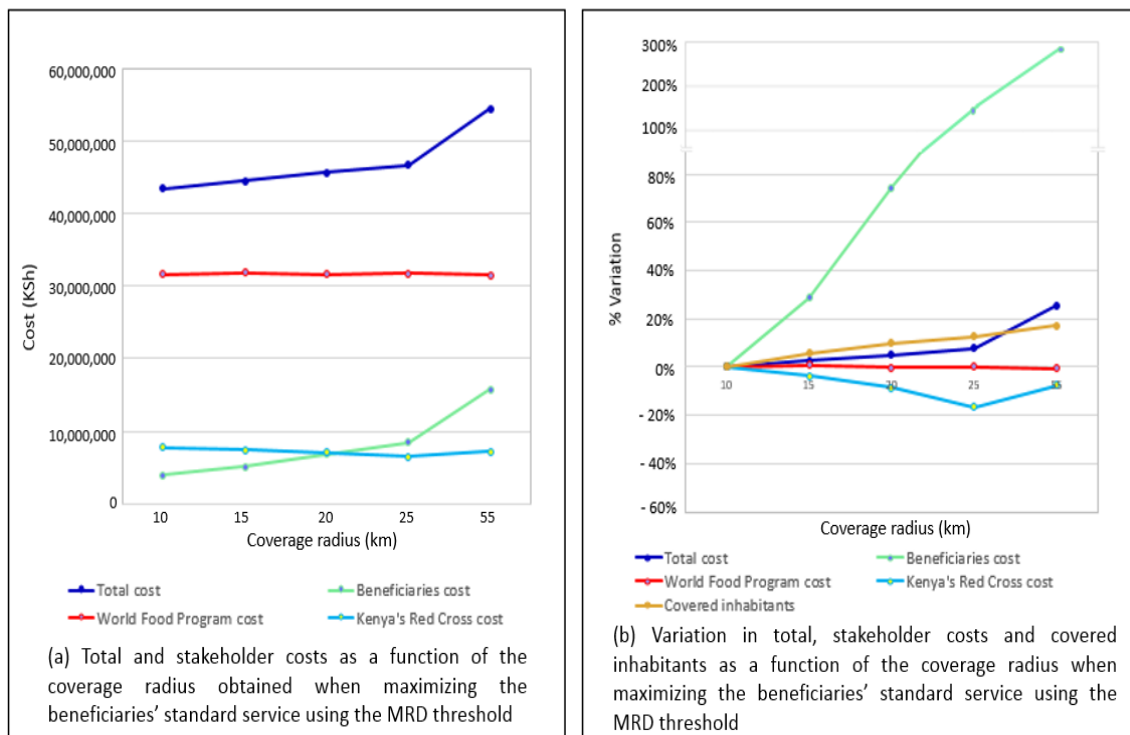 60,000,000
50,000,000
40,000,000
30,000,000
20,000,000
10,000,000
0
Cost (KSh)
10 15 20 25 55
Coverage radius (km)
Total cost Beneficiaries cost
World Food Program cost Kenya's Red Cross cost
(a) Total and stakeholder costs as a function of the
coverage radius obtained when maximizing the
beneficiaries' standard service using the MRD threshold
300%
200%
100%
80%
60%
40%
20%
0%
- 20%
- 40%
- 60%
% Variation
10 15 20 25 55
Coverage radius (km)
Total cost Beneficiaries cost
World Food Program cost Kenya's Red Cross cost
Covered inhabitants
(b) Variation in total, stakeholder costs and covered
inhabitants as a function of the coverage radius when
maximizing the beneficiaries' standard service using the
MRD threshold